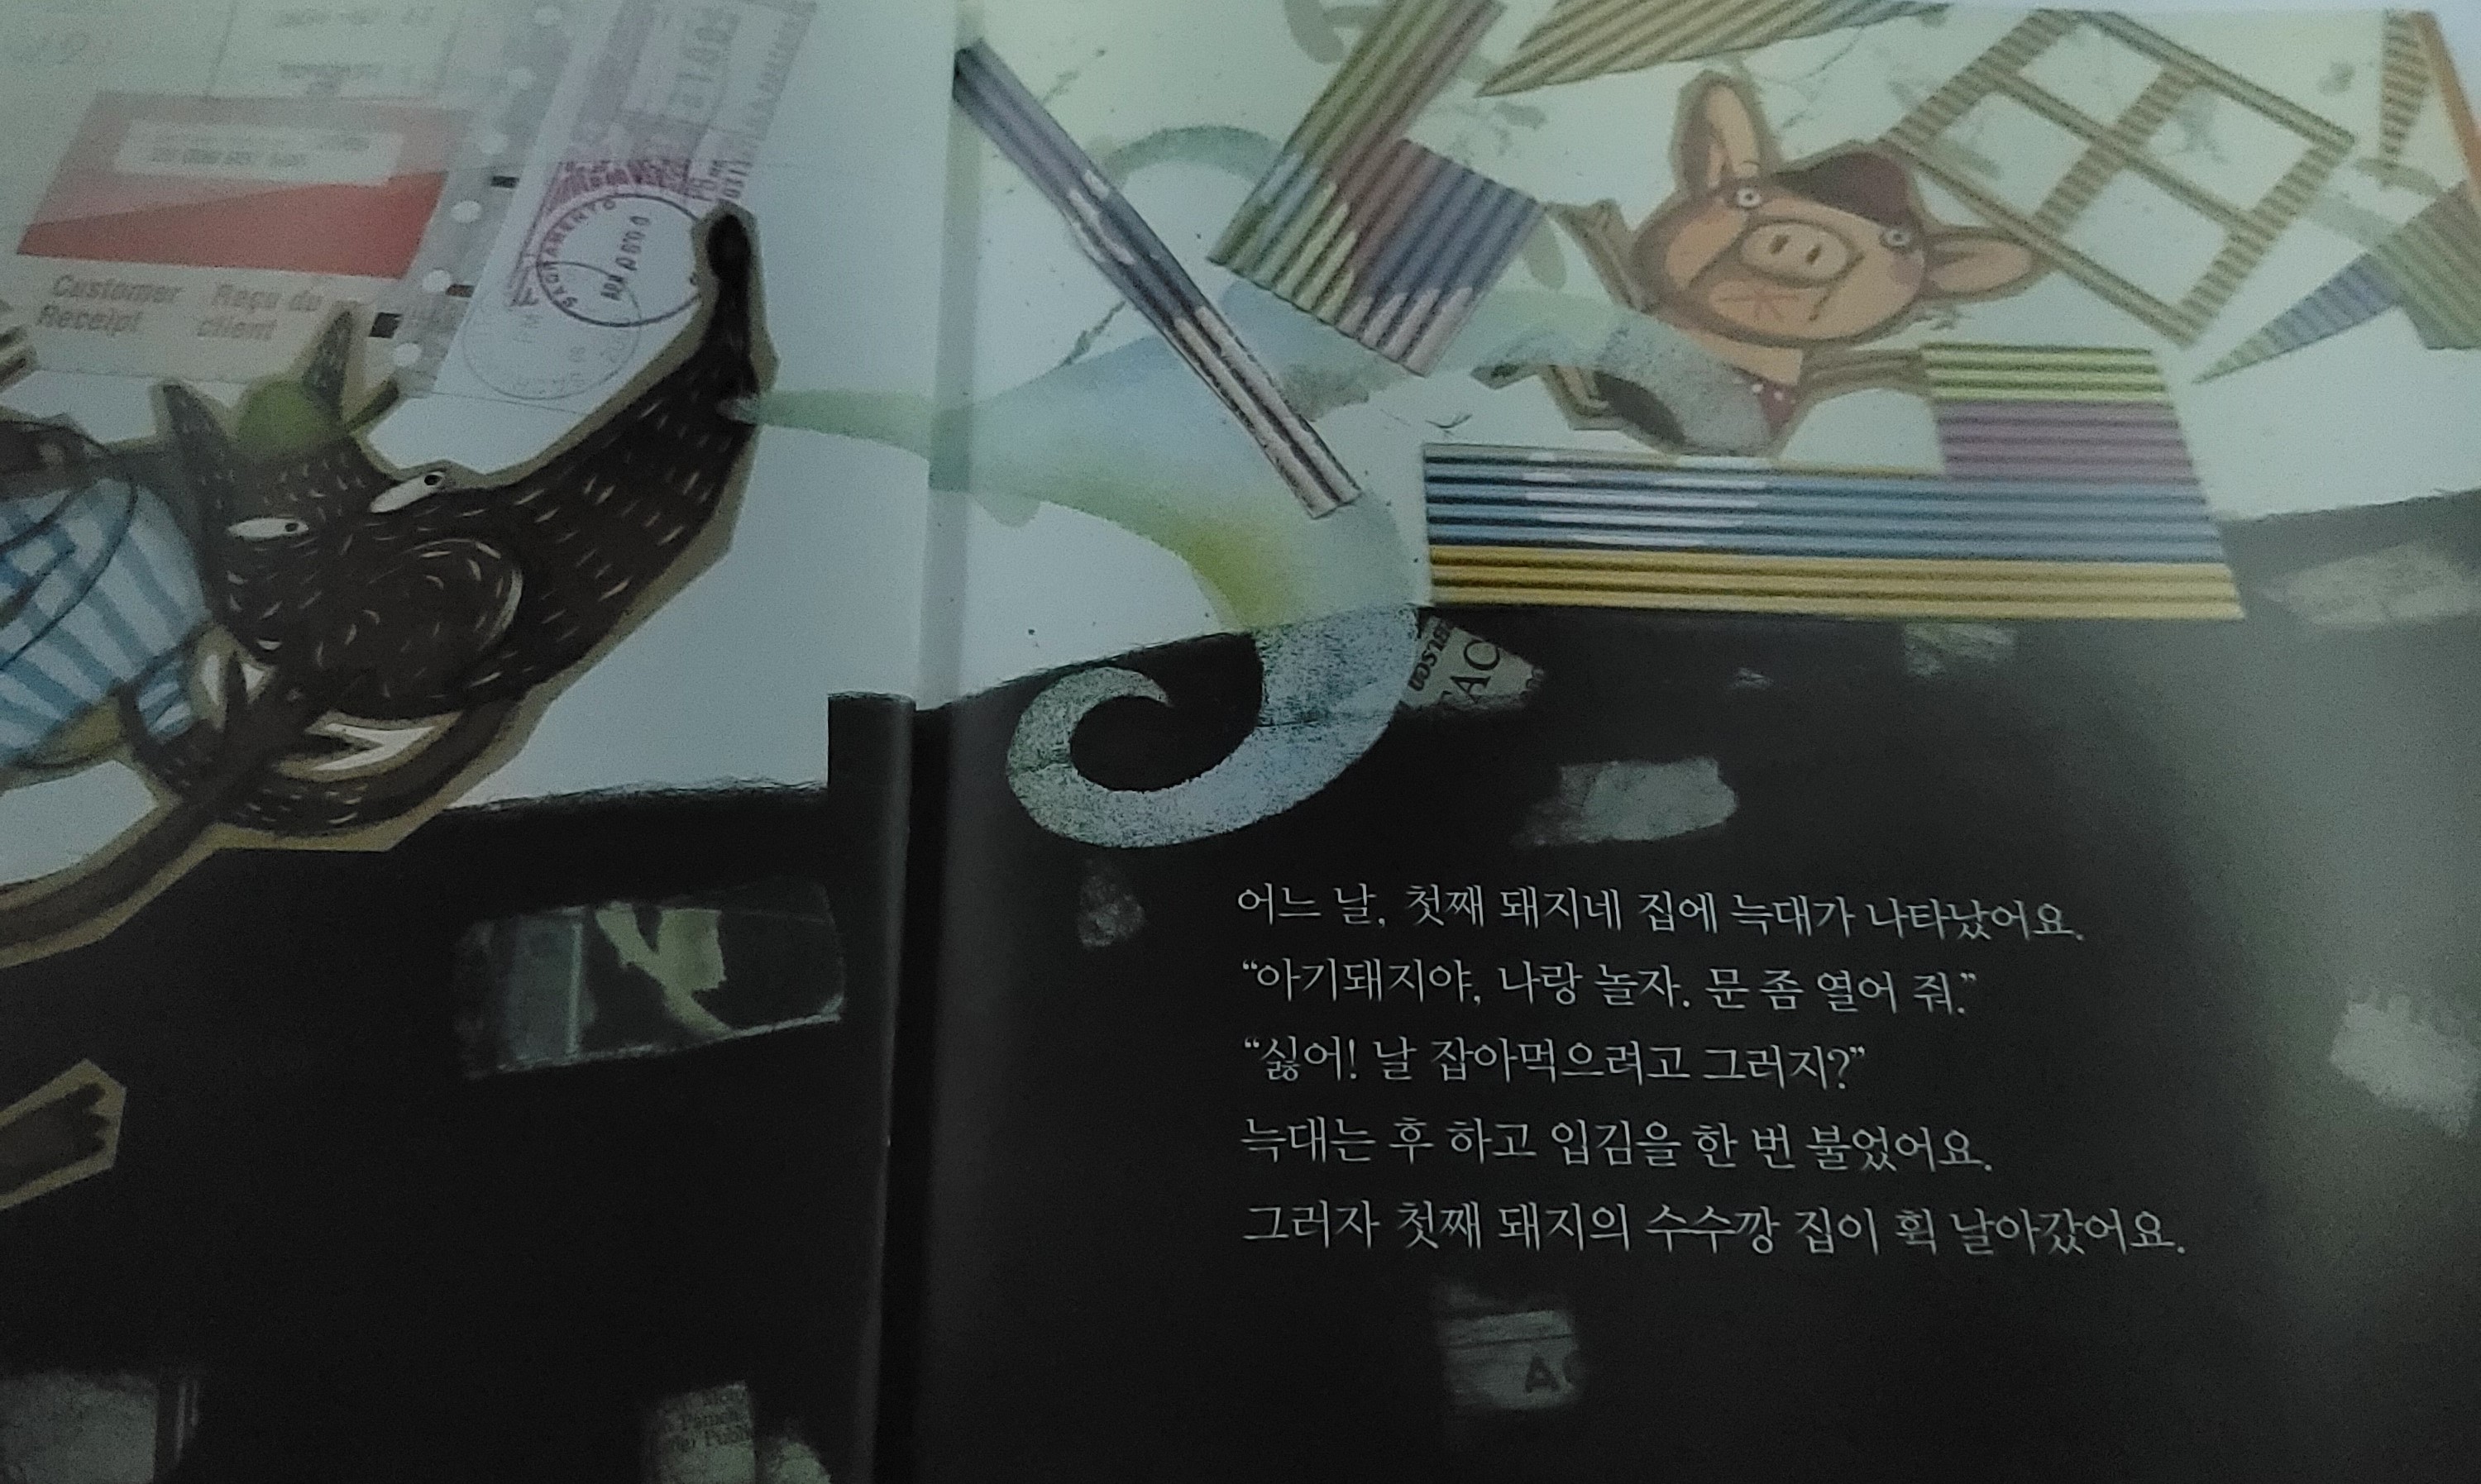 Customer Reçu du
Receipt client
SACRAMENTO
어느 날, 첫째 돼지네 집에 늑대가 나타났어요.
“아기돼지야, 나랑 놀자. 문 좀 열어 줘.”
“싫어! 날 잡아먹으려고 그러지?”
늑대는 후 하고 입김을 한 번 불었어요.
그러자 첫째 돼지의 수수깡 집이 휙 날아갔어요.